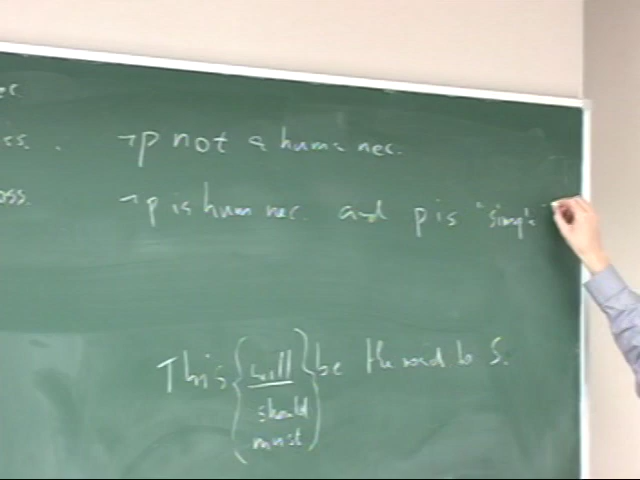 ec.
ss. ¬p not a human nec.
oss. ¬p is hum nec. and p is "simple"
This { will } be the road to S.
should
must